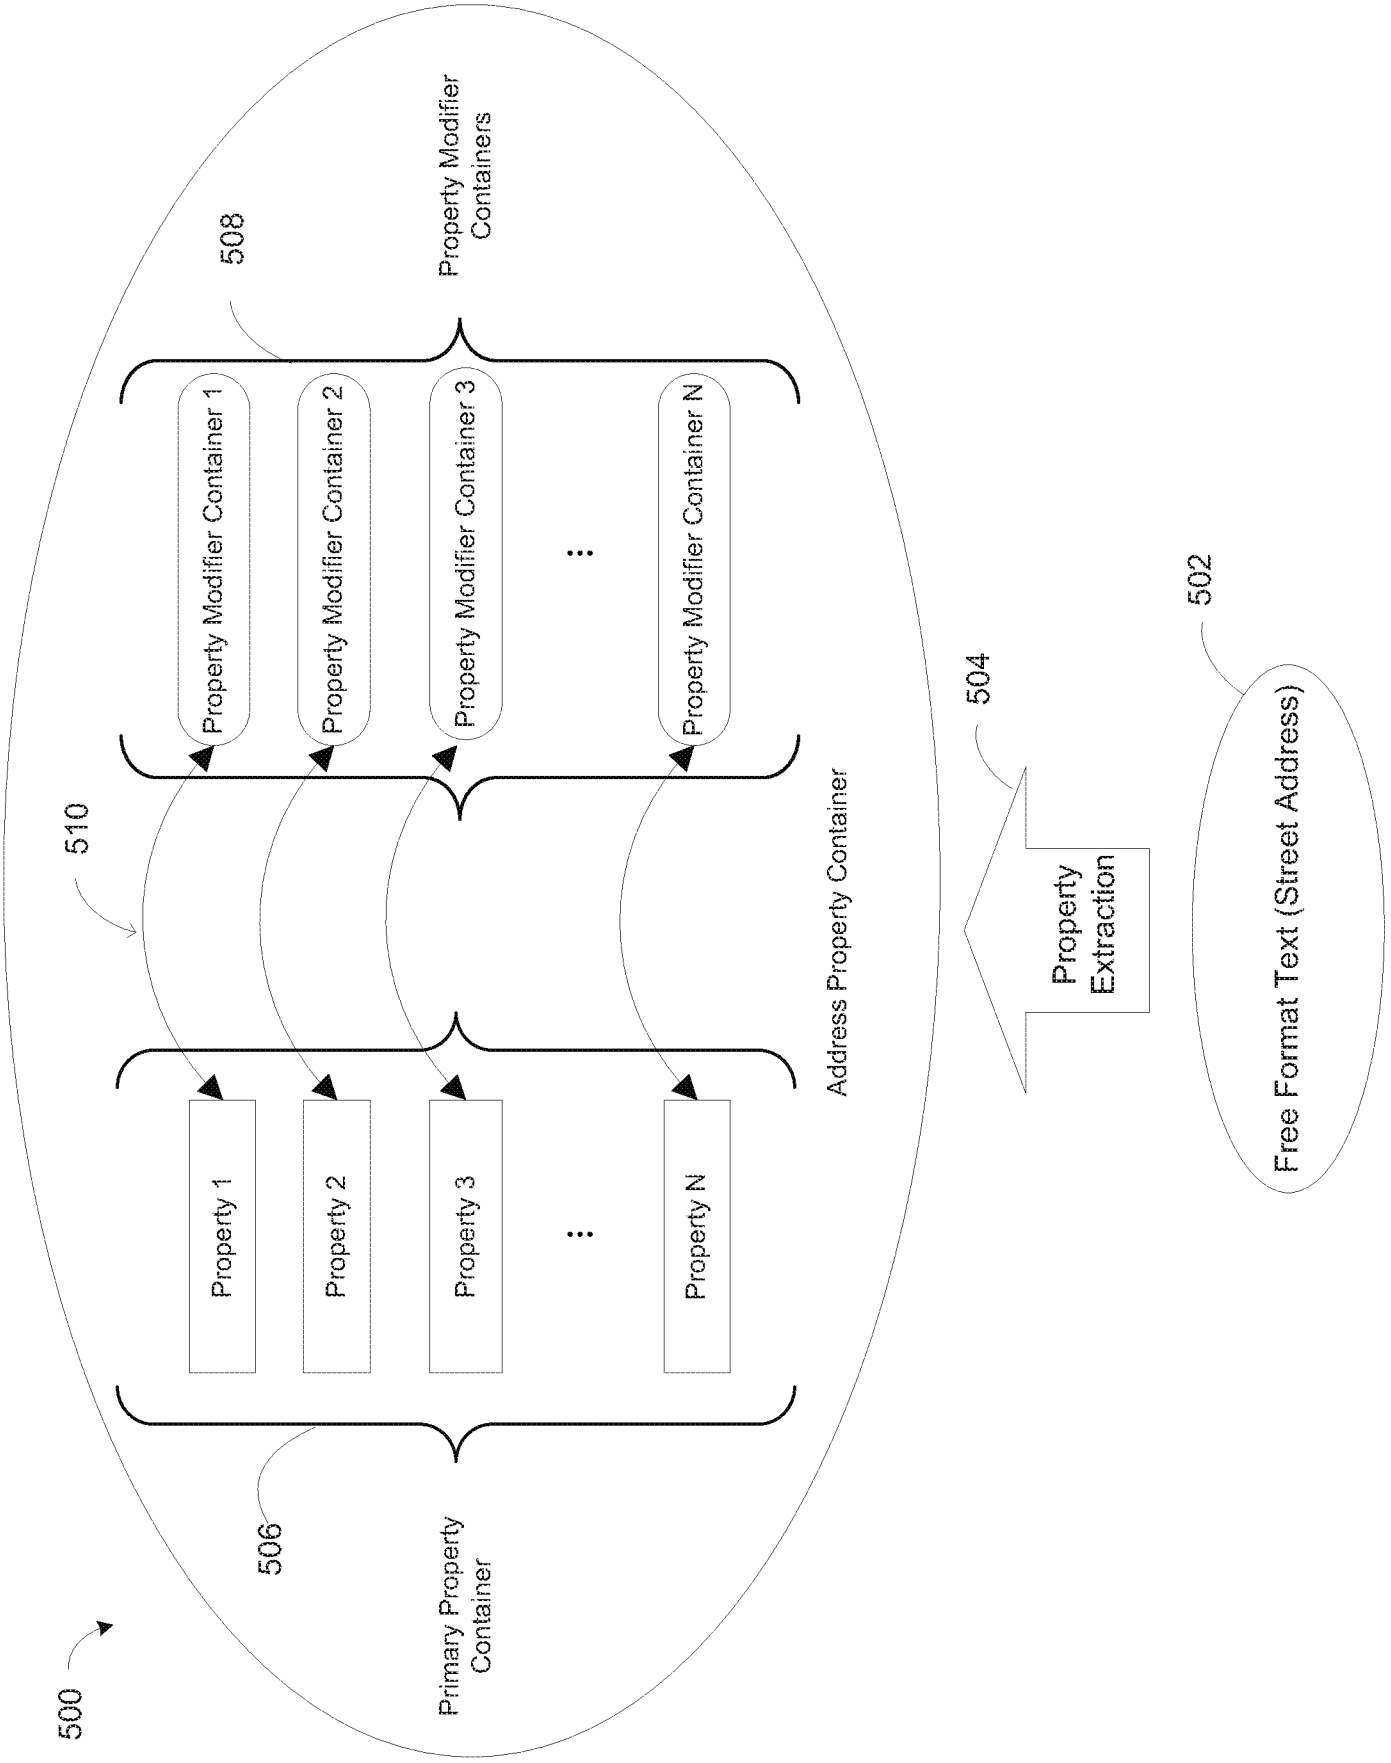 500
510
508
506
Primary Property
Container
Property 1
Property 2
Property 3
...
Property N
Property Modifier Container 1
Property Modifier Container 2
Property Modifier Container 3
...
Property Modifier Container N
Property Modifier
Containers
Address Property Container
504
Property
Extraction
502
Free Format Text (Street Address)